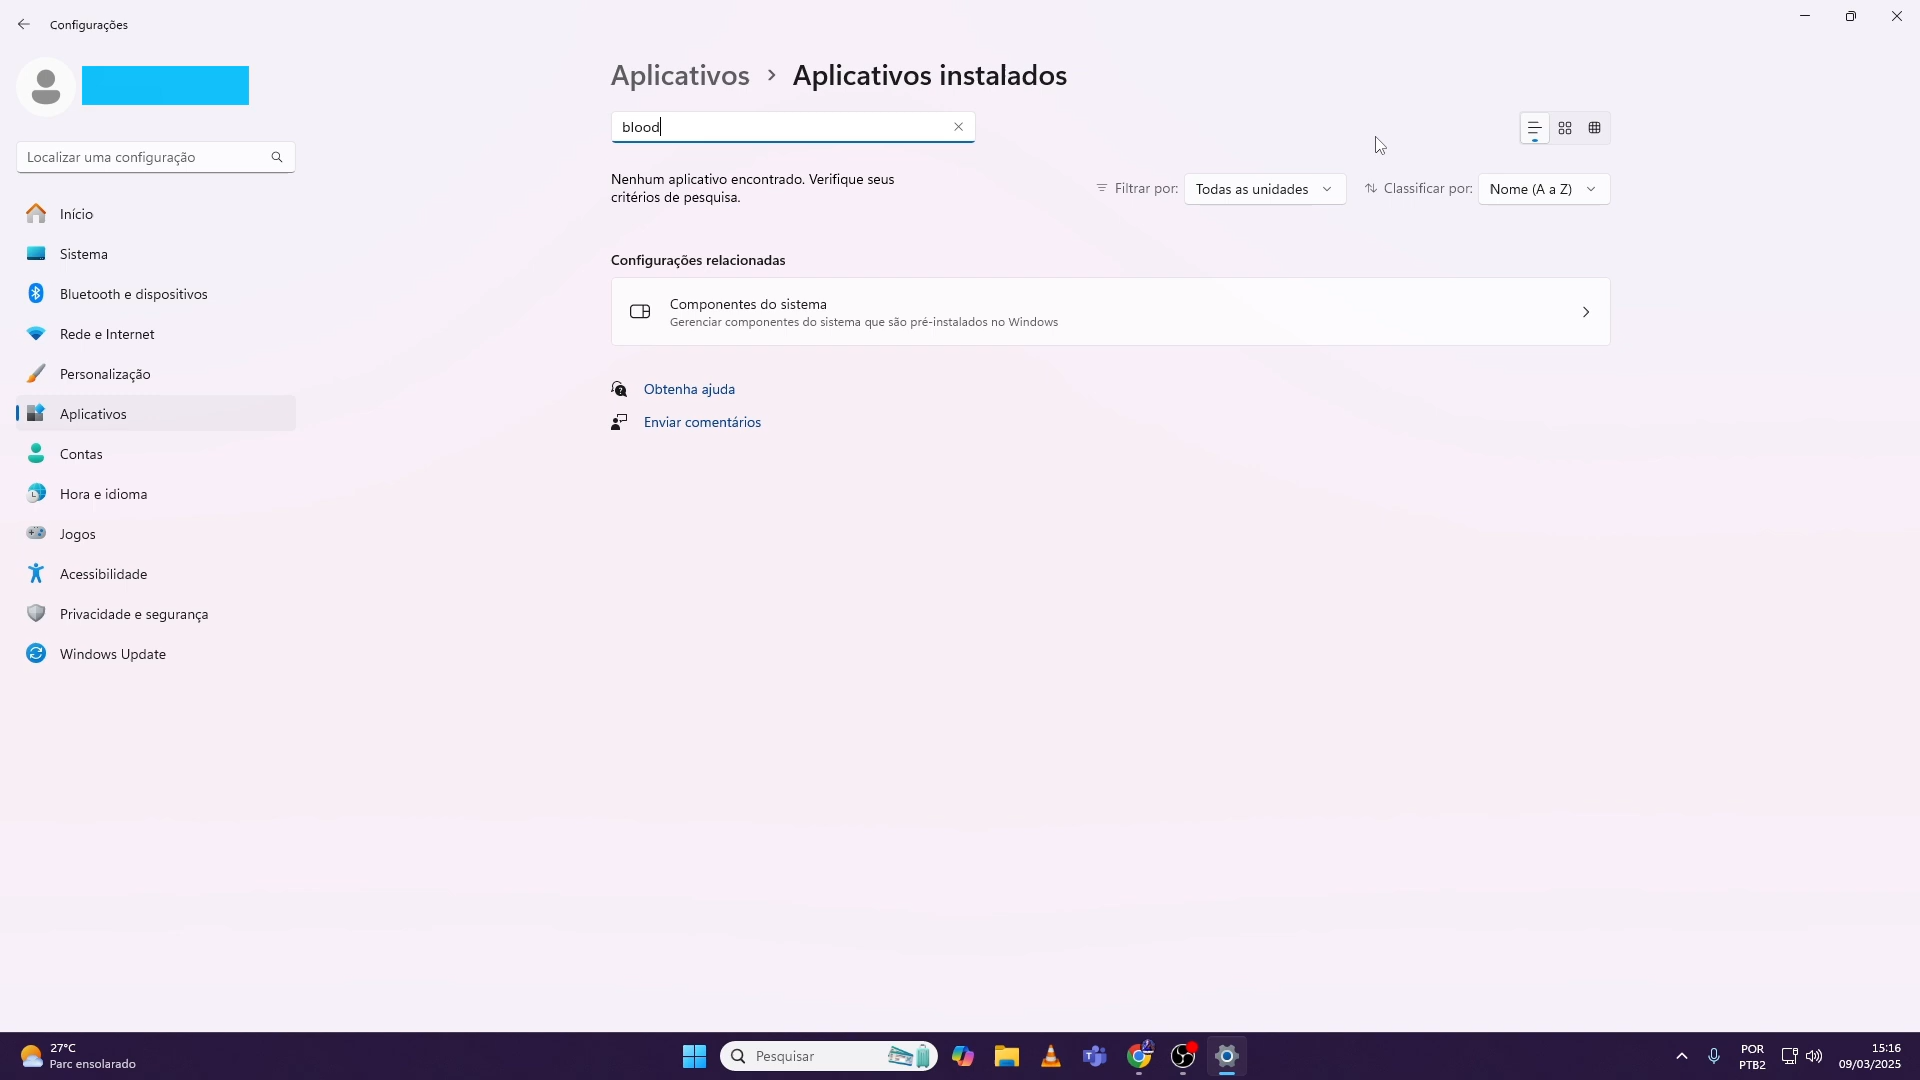 Configurações
Localizar uma configuração
Início
Sistema
Bluetooth e dispositivos
Rede e Internet
Personalização
Aplicativos
Contas
Hora e idioma
Jogos
Acessibilidade
Privacidade e segurança
Windows Update
Aplicativos > Aplicativos instalados
blood
Nenhum aplicativo encontrado. Verifique seus
critérios de pesquisa.
Filtrar por: Todas as unidades
Classificar por: Nome (A a Z)
Configurações relacionadas
Componentes do sistema
Gerenciar componentes do sistema que são pré-instalados no Windows
Obtenha ajuda
Enviar comentários
27°C
Parc ensolarado
Pesquisar
POR
PTB2
15:16
09/03/2025